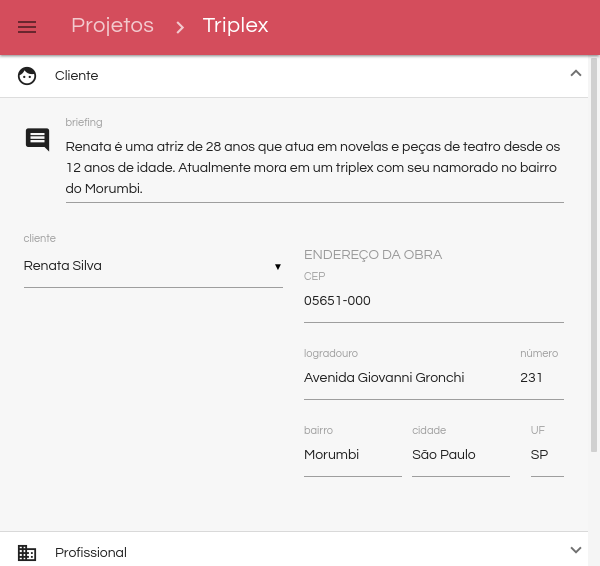 Projetos > Triplex
Cliente
briefing
Renata é uma atriz de 28 anos que atua em novelas e peças de teatro desde os
12 anos de idade. Atualmente mora em um triplex com seu namorado no bairro
do Morumbi.
cliente
Renata Silva
ENDEREÇO DA OBRA
CEP
05651-000
logradouro número
Avenida Giovanni Gronchi 231
bairro cidade UF
Morumbi São Paulo SP
Profissional